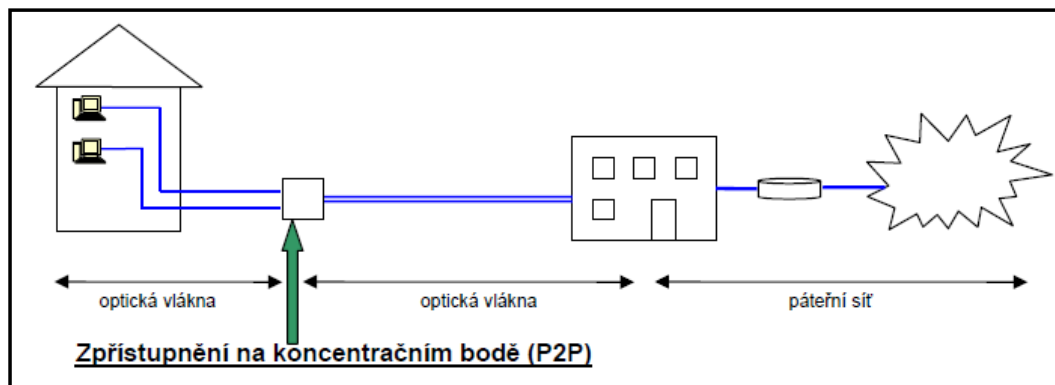 optická vlákna
optická vlákna
páteřní síť
Zpřístupnění na koncentračním bodě (P2P)